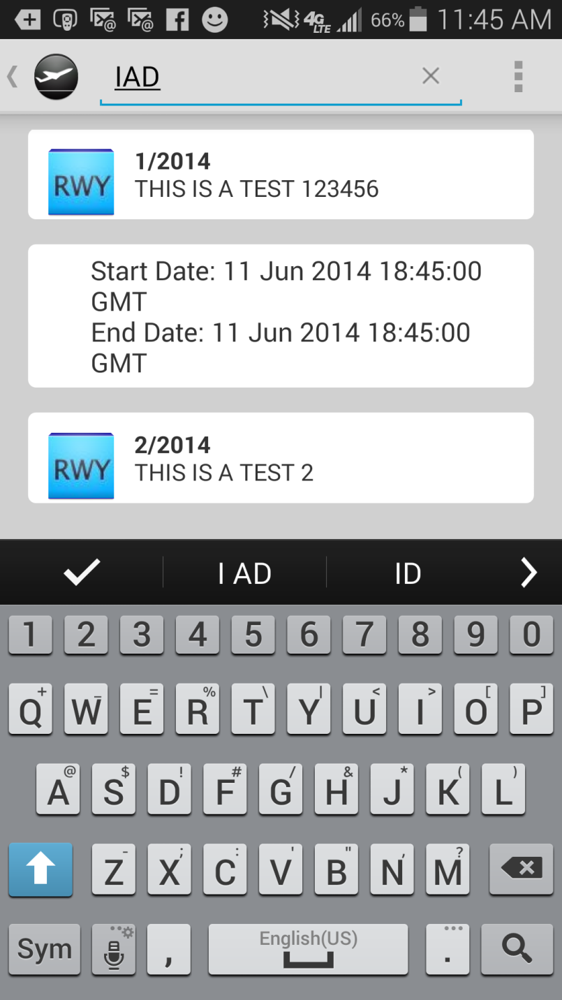 4G LTE 66% 11:45 AM
IAD
RWY
1/2014
THIS IS A TEST 123456
Start Date: 11 Jun 2014 18:45:00
GMT
End Date: 11 Jun 2014 18:45:00
GMT
RWY
2/2014
THIS IS A TEST 2
I AD ID
1 2 3 4 5 6 7 8 9 0
+ _ = % \ | < > [ ]
Q W E R T Y U I O P
@ $ ! # / & * ( )
A S D F G H J K L
- ; : ' " , ?
Z X C V B N M
Sym , English(US) .